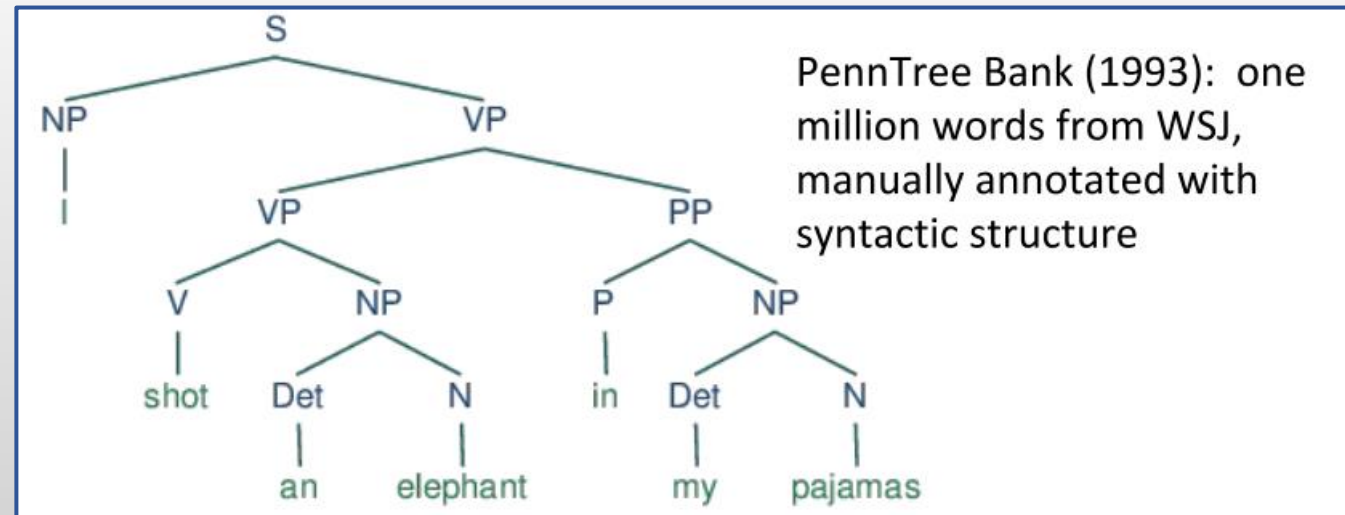 S
PennTree Bank (1993):  one
million words from WSJ,
manually annotated with
syntactic structure
NP VP
I VP PP
V NP P NP
shot Det N in Det N
an elephant my pajamas